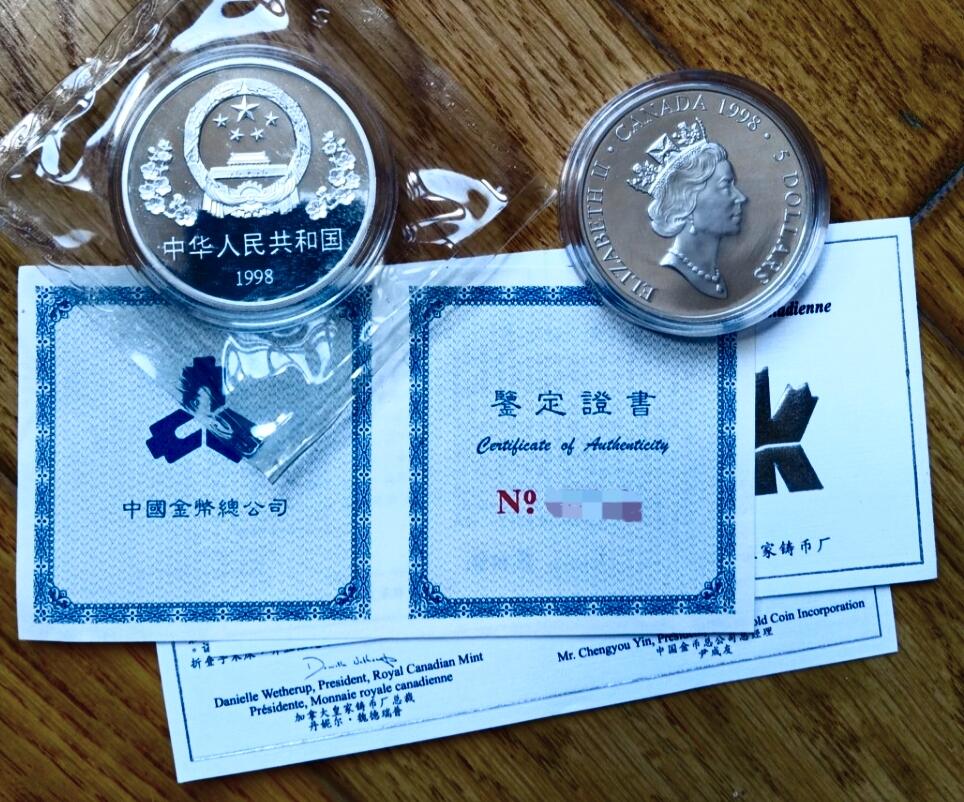 中华人民共和国
1998
ELIZABETH II · CANADA 1998 · 5 DOLLARS
adienne
中國金幣總公司
鑒定證書
Certificate of Authenticity
Nº
家铸币厂
Danielle Wetherup, President, Royal Canadian Mint
Présidente, Monnaie royale canadienne
加拿大皇家铸币厂总裁
丹妮尔·魏德瑞普
Mr. Chengyou Yin, Coin Incorporation
中国金币总公司总经理
尹成友